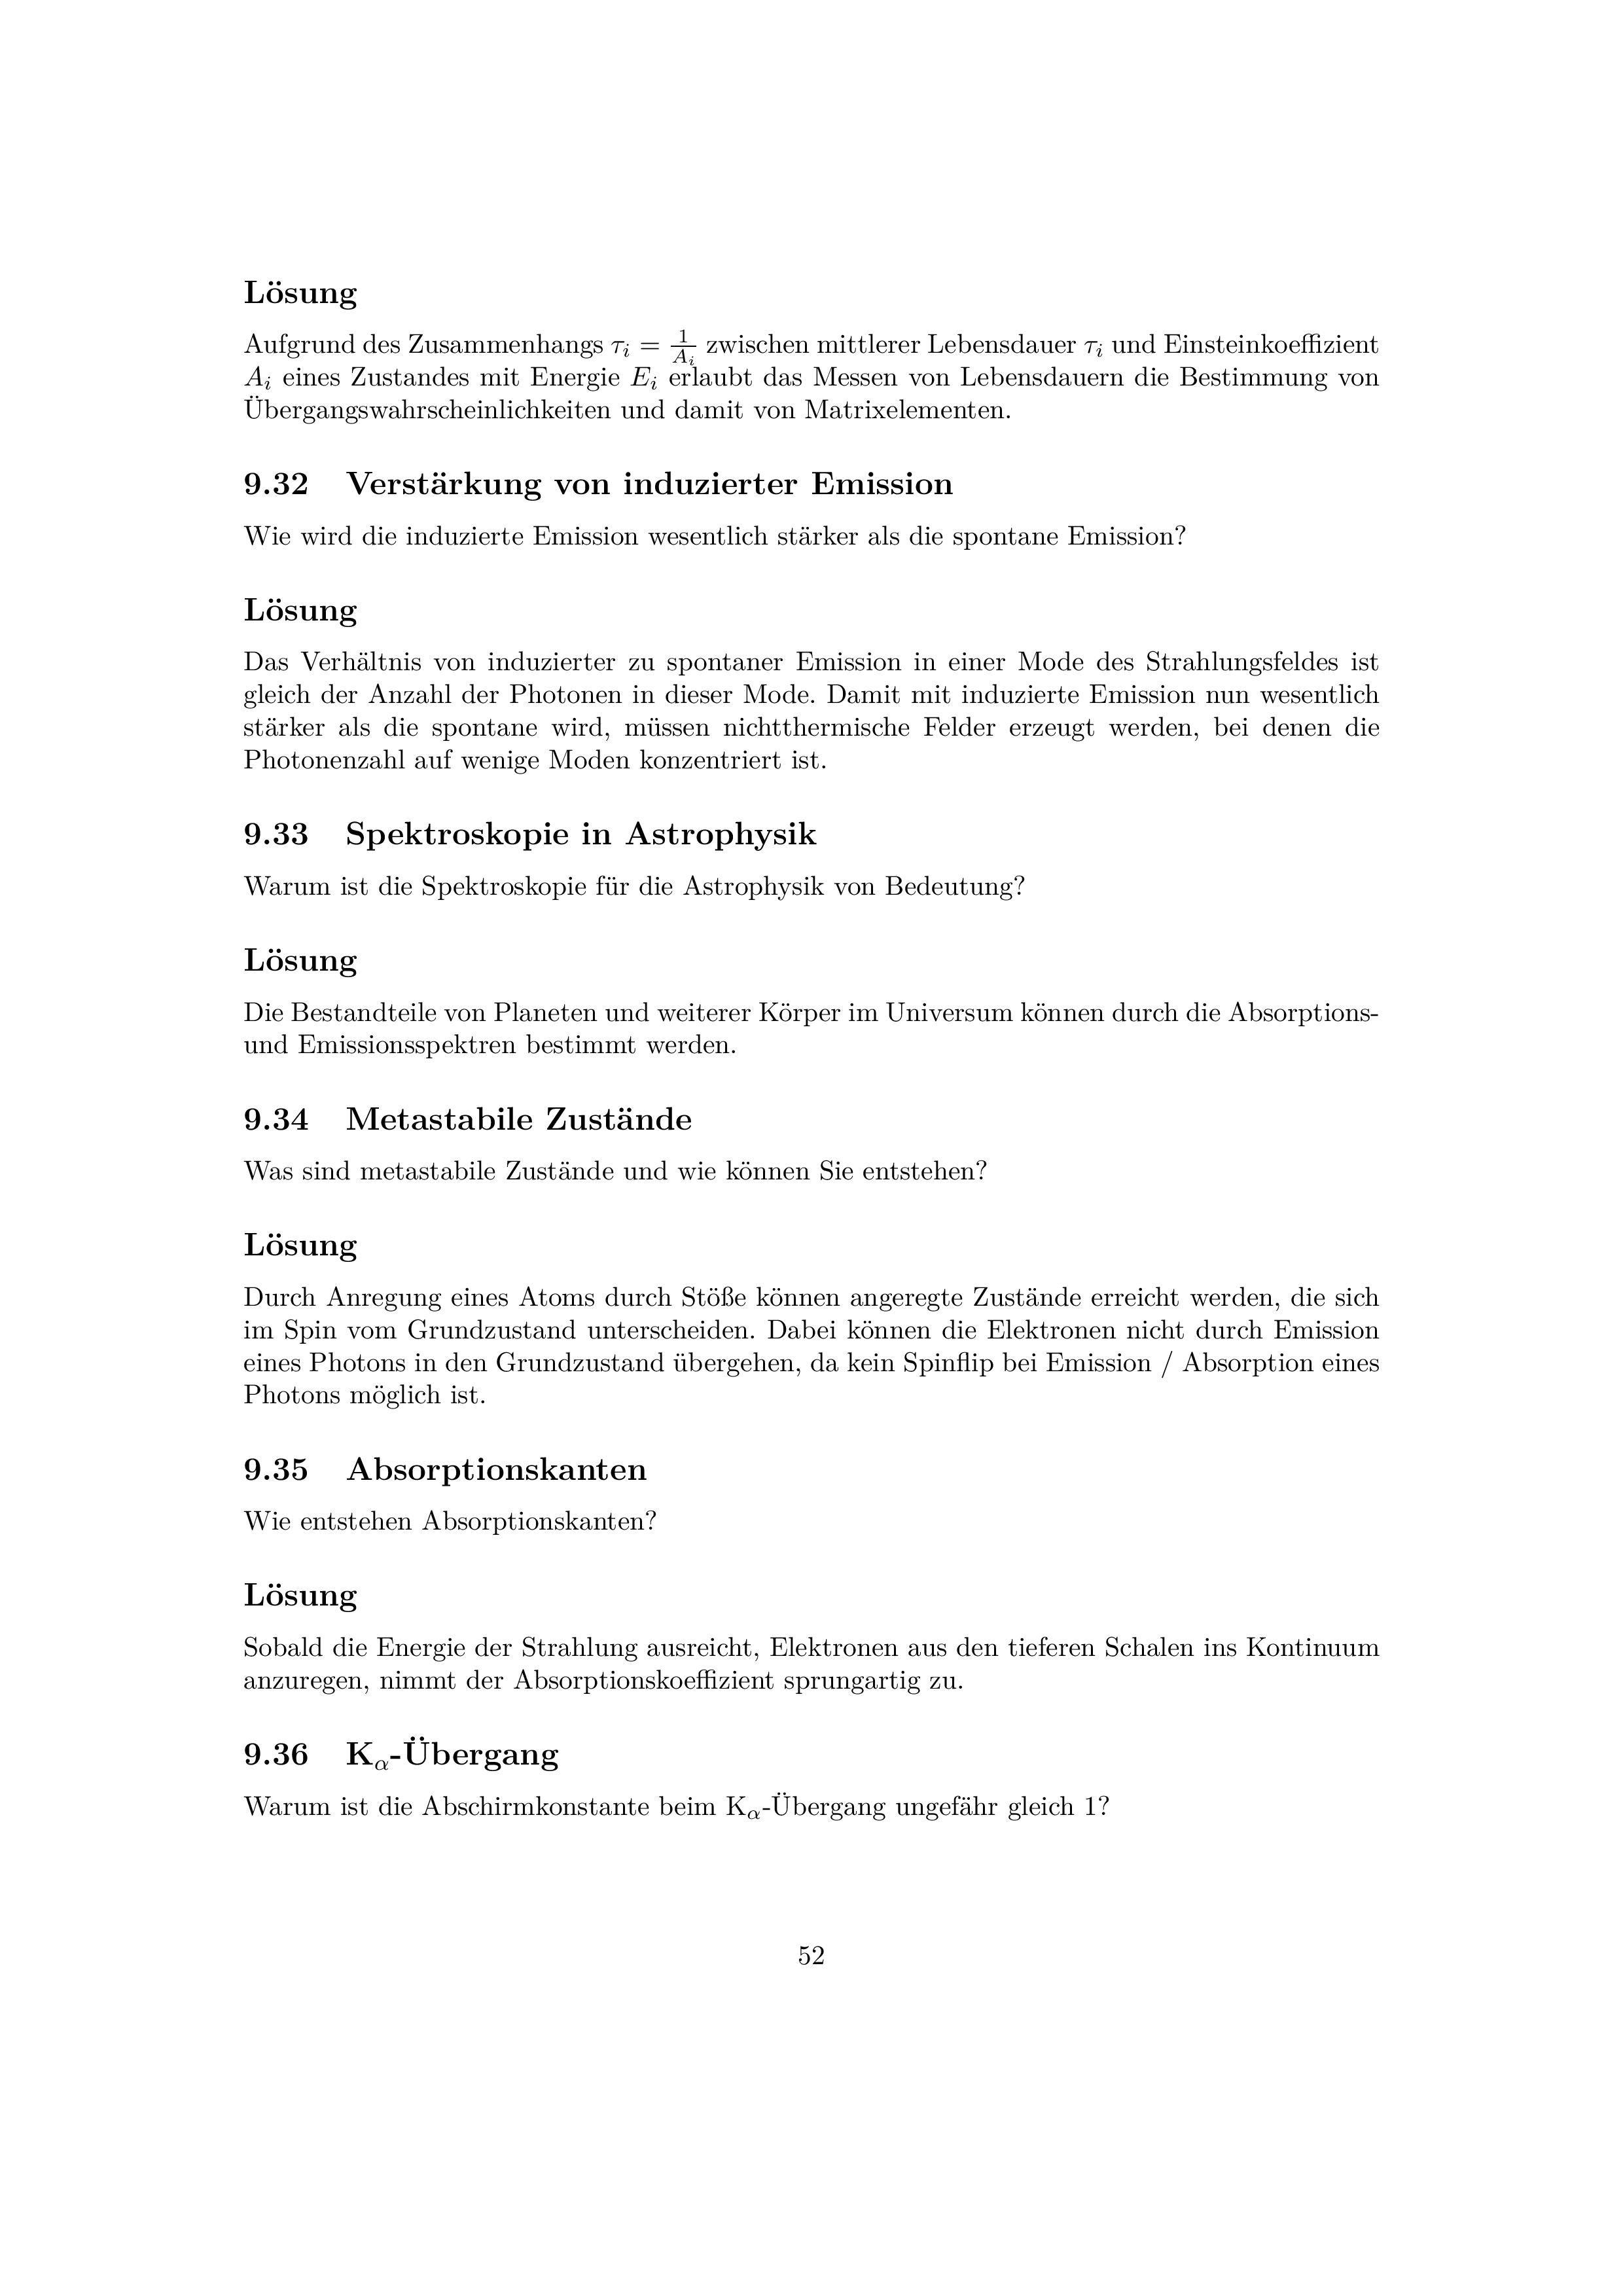 Lösung
Aufgrund des Zusammenhangs τᵢ = 1/Aᵢ zwischen mittlerer Lebensdauer τᵢ und Einsteinkoeffizient
Aᵢ eines Zustandes mit Energie Eᵢ erlaubt das Messen von Lebensdauern die Bestimmung von
Übergangswahrscheinlichkeiten und damit von Matrixelementen.
9.32 Verstärkung von induzierter Emission
Wie wird die induzierte Emission wesentlich stärker als die spontane Emission?
Lösung
Das Verhältnis von induzierter zu spontaner Emission in einer Mode des Strahlungsfeldes ist
gleich der Anzahl der Photonen in dieser Mode. Damit mit induzierte Emission nun wesentlich
stärker als die spontane wird, müssen nichtthermische Felder erzeugt werden, bei denen die
Photonenzahl auf wenige Moden konzentriert ist.
9.33 Spektroskopie in Astrophysik
Warum ist die Spektroskopie für die Astrophysik von Bedeutung?
Lösung
Die Bestandteile von Planeten und weiterer Körper im Universum können durch die Absorptions-
und Emissionsspektren bestimmt werden.
9.34 Metastabile Zustände
Was sind metastabile Zustände und wie können Sie entstehen?
Lösung
Durch Anregung eines Atoms durch Stöße können angeregte Zustände erreicht werden, die sich
im Spin vom Grundzustand unterscheiden. Dabei können die Elektronen nicht durch Emission
eines Photons in den Grundzustand übergehen, da kein Spinflip bei Emission / Absorption eines
Photons möglich ist.
9.35 Absorptionskanten
Wie entstehen Absorptionskanten?
Lösung
Sobald die Energie der Strahlung ausreicht, Elektronen aus den tieferen Schalen ins Kontinuum
anzuregen, nimmt der Absorptionskoeffizient sprungartig zu.
9.36 Kα-Übergang
Warum ist die Abschirmkonstante beim Kα-Übergang ungefähr gleich 1?
52